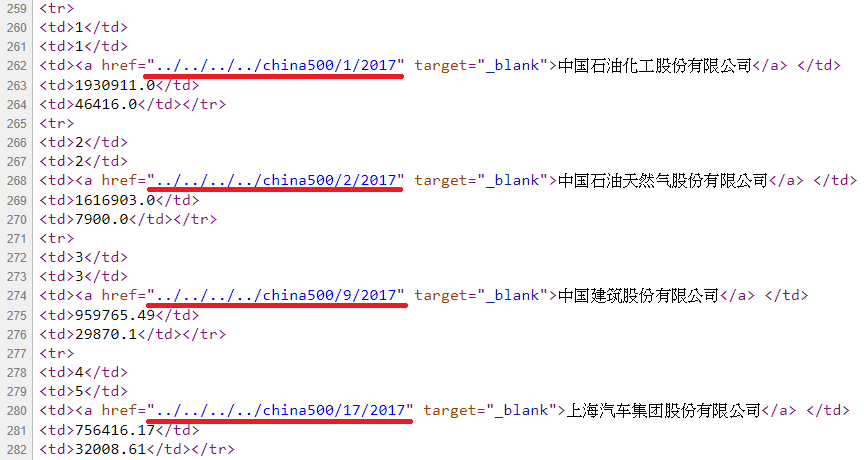 259 <tr>
260 <td>1</td>
261 <td>1</td>
262 <td><a href="../../../../china500/1/2017" target="_blank">中国石油化工股份有限公司</a> </td>
263 <td>1930911.0</td>
264 <td>46416.0</td></tr>
265 <tr>
266 <td>2</td>
267 <td>2</td>
268 <td><a href="../../../../china500/2/2017" target="_blank">中国石油天然气股份有限公司</a> </td>
269 <td>1616903.0</td>
270 <td>7900.0</td></tr>
271 <tr>
272 <td>3</td>
273 <td>3</td>
274 <td><a href="../../../../china500/9/2017" target="_blank">中国建筑股份有限公司</a> </td>
275 <td>959765.49</td>
276 <td>29870.1</td></tr>
277 <tr>
278 <td>4</td>
279 <td>5</td>
280 <td><a href="../../../../china500/17/2017" target="_blank">上海汽车集团股份有限公司</a> </td>
281 <td>756416.17</td>
282 <td>32008.61</td></tr>